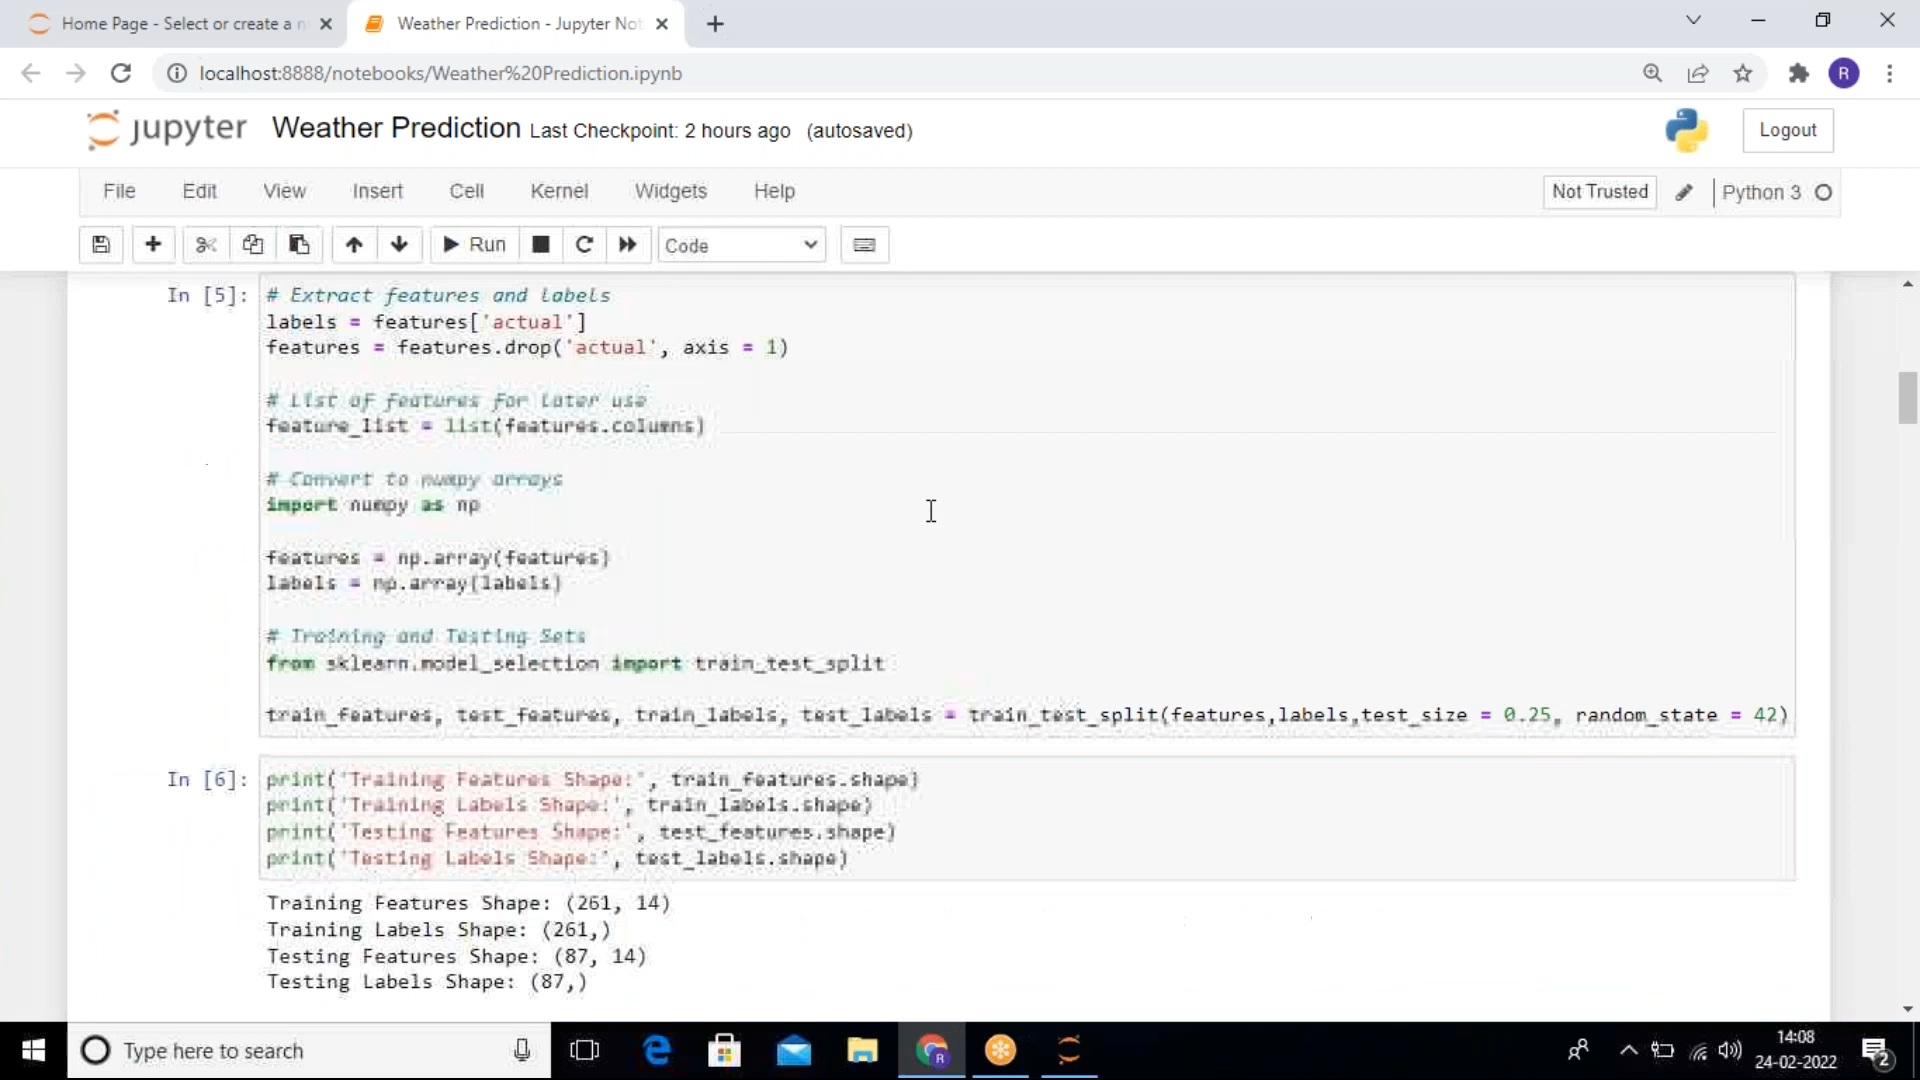 Home Page - Select or create a n
Weather Prediction - Jupyter Not
localhost:8888/notebooks/Weather%20Prediction.ipynb
R
jupyter Weather Prediction Last Checkpoint: 2 hours ago (autosaved)
Logout
File Edit View Insert Cell Kernel Widgets Help
Not Trusted Python 3
Run Code
In [5]: # Extract features and labels
labels = features['actual']
features = features.drop('actual', axis = 1)
# List of features for later use
feature_list = list(features.columns)
# Convert to numpy arrays
import numpy as np
features = np.array(features)
labels = np.array(labels)
# Training and Testing Sets
from sklearn.model_selection import train_test_split
train_features, test_features, train_labels, test_labels = train_test_split(features,labels,test_size = 0.25, random_state = 42)
In [6]: print('Training Features Shape:', train_features.shape)
print('Training Labels Shape:', train_labels.shape)
print('Testing Features Shape:', test_features.shape)
print('Testing Labels Shape:', test_labels.shape)
Training Features Shape: (261, 14)
Training Labels Shape: (261,)
Testing Features Shape: (87, 14)
Testing Labels Shape: (87,)
Type here to search
R
14:08
24-02-2022
2